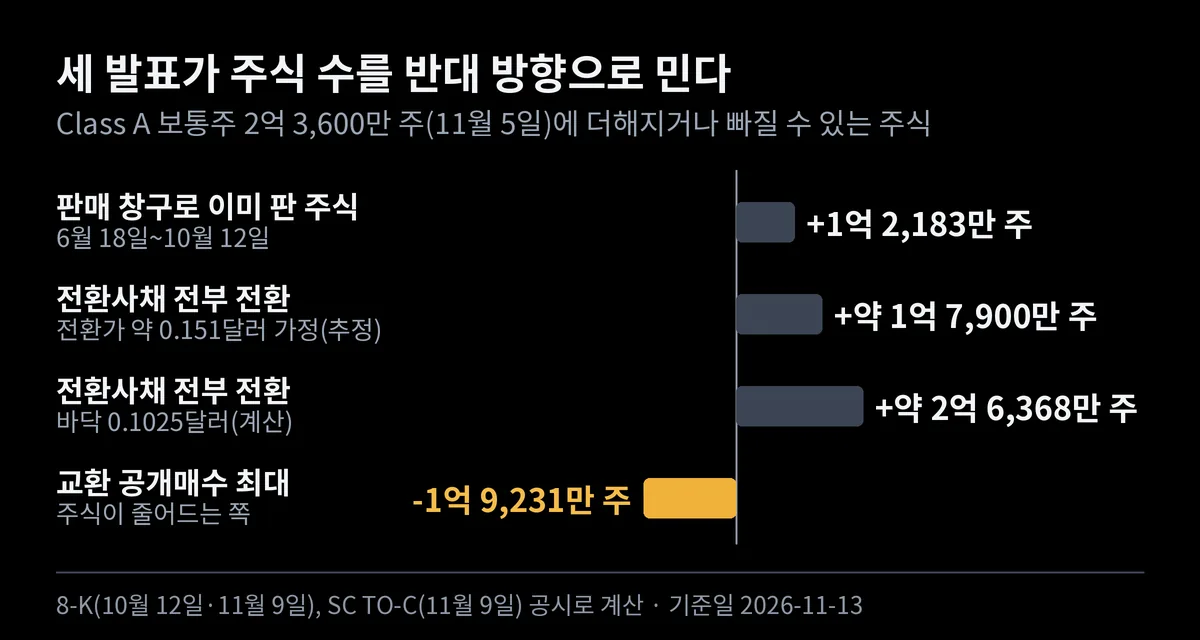 세 발표가 주식 수를 반대 방향으로 민다
Class A 보통주 2억 3,600만 주(11월 5일)에 더해지거나 빠질 수 있는 주식
판매 창구로 이미 판 주식
6월 18일~10월 12일
+1억 2,183만 주
전환사채 전부 전환
전환가 약 0.151달러 가정(추정)
+약 1억 7,900만 주
전환사채 전부 전환
바닥 0.1025달러(계산)
+약 2억 6,368만 주
교환 공개매수 최대
주식이 줄어드는 쪽
-1억 9,231만 주
8-K(10월 12일·11월 9일), SC TO-C(11월 9일) 공시로 계산 · 기준일 2026-11-13